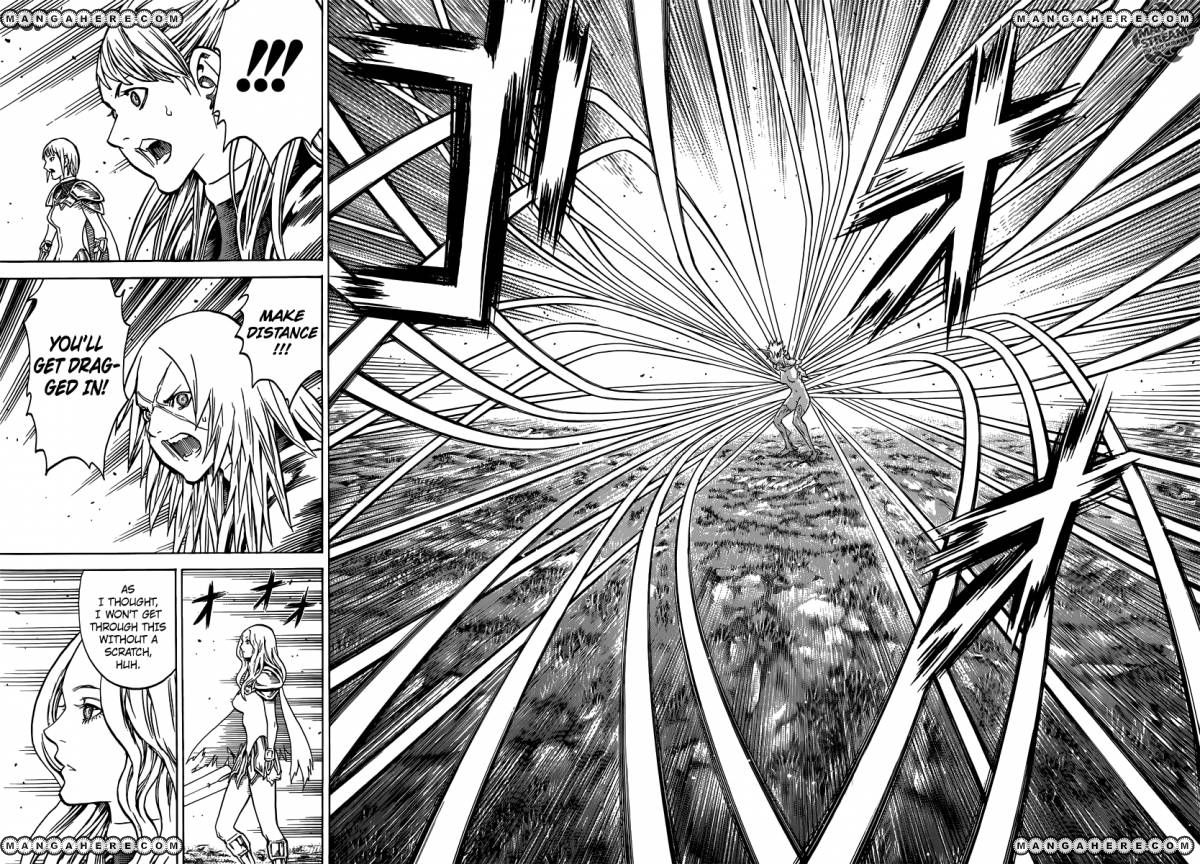 MANGAHERE.COM
MANGAHERE.COM
STREAM
ゴ
オ
オ
!!!
MAKE
DISTANCE
!!!
YOU'LL
GET DRAG-
GED IN!
オ
オ
オ
AS
I THOUGHT,
I WON'T GET
THROUGH THIS
WITHOUT A
SCRATCH,
HUH.
MANGAHERE.COM
MANGAHERE.COM